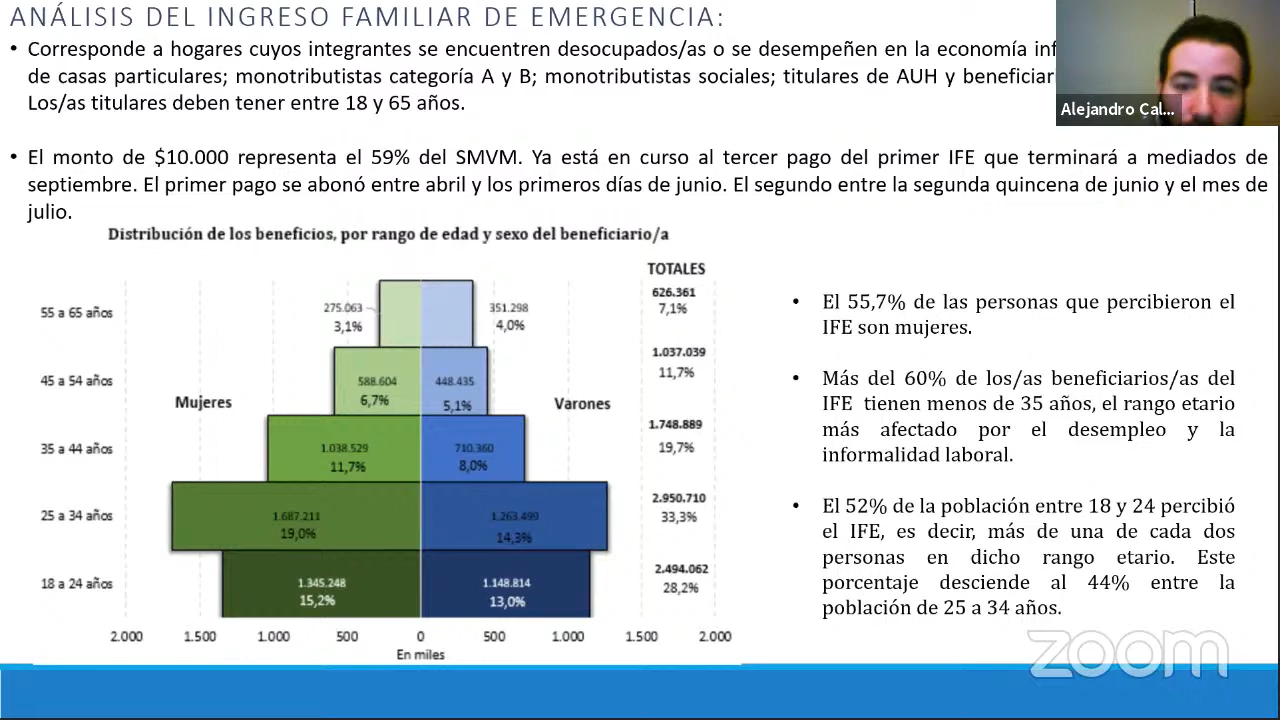 ANÁLISIS DEL INGRESO FAMILIAR DE EMERGENCIA:
• Corresponde a hogares cuyos integrantes se encuentren desocupados/as o se desempeñen en la economía
de casas particulares; monotributistas categoría A y B; monotributistas sociales; titulares de AUH y
Los/as titulares deben tener entre 18 y 65 años.
Alejandro Cal...
• El monto de $10.000 representa el 59% del SMVM. Ya está en curso al tercer pago del primer IFE que terminará a mediados de
septiembre. El primer pago se abonó entre abril y los primeros días de junio. El segundo entre la segunda quincena de junio y el mes de
julio.
Distribución de los beneficios, por rango de edad y sexo del beneficiario/a
TOTALES
55 a 65 años
275.063
3,1%
351.298
4,0%
626.361
7,1%
45 a 54 años
588.604
6,7%
448.435
5,1%
1.037.039
11,7%
Mujeres
Varones
35 a 44 años
1.038.529
11,7%
710.360
8,0%
1.748.889
19,7%
25 a 34 años
1.687.211
19,0%
1.263.499
14,3%
2.950.710
33,3%
18 a 24 años
1.345.248
15,2%
1.148.814
13,0%
2.494.062
28,2%
2.000 1.500 1.000 500 0 500 1.000 1.500 2.000
En miles
• El 55,7% de las personas que percibieron el
IFE son mujeres.
• Más del 60% de los/as beneficiarios/as del
IFE tienen menos de 35 años, el rango etario
más afectado por el desempleo y la
informalidad laboral.
• El 52% de la población entre 18 y 24 percibió
el IFE, es decir, más de una de cada dos
personas en dicho rango etario. Este
porcentaje desciende al 44% entre la
población de 25 a 34 años.
zoom